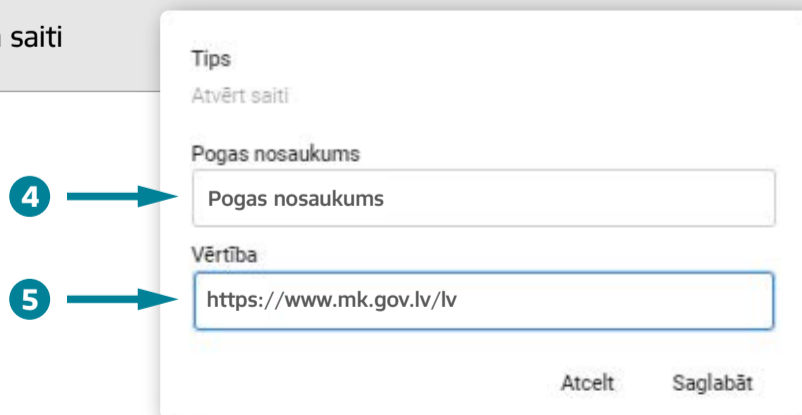 saiti
Tips
Atvērt saiti
Pogas nosaukums
4
Pogas nosaukums
Vērtība
5
https://www.mk.gov.lv/lv
Atcelt Saglabāt